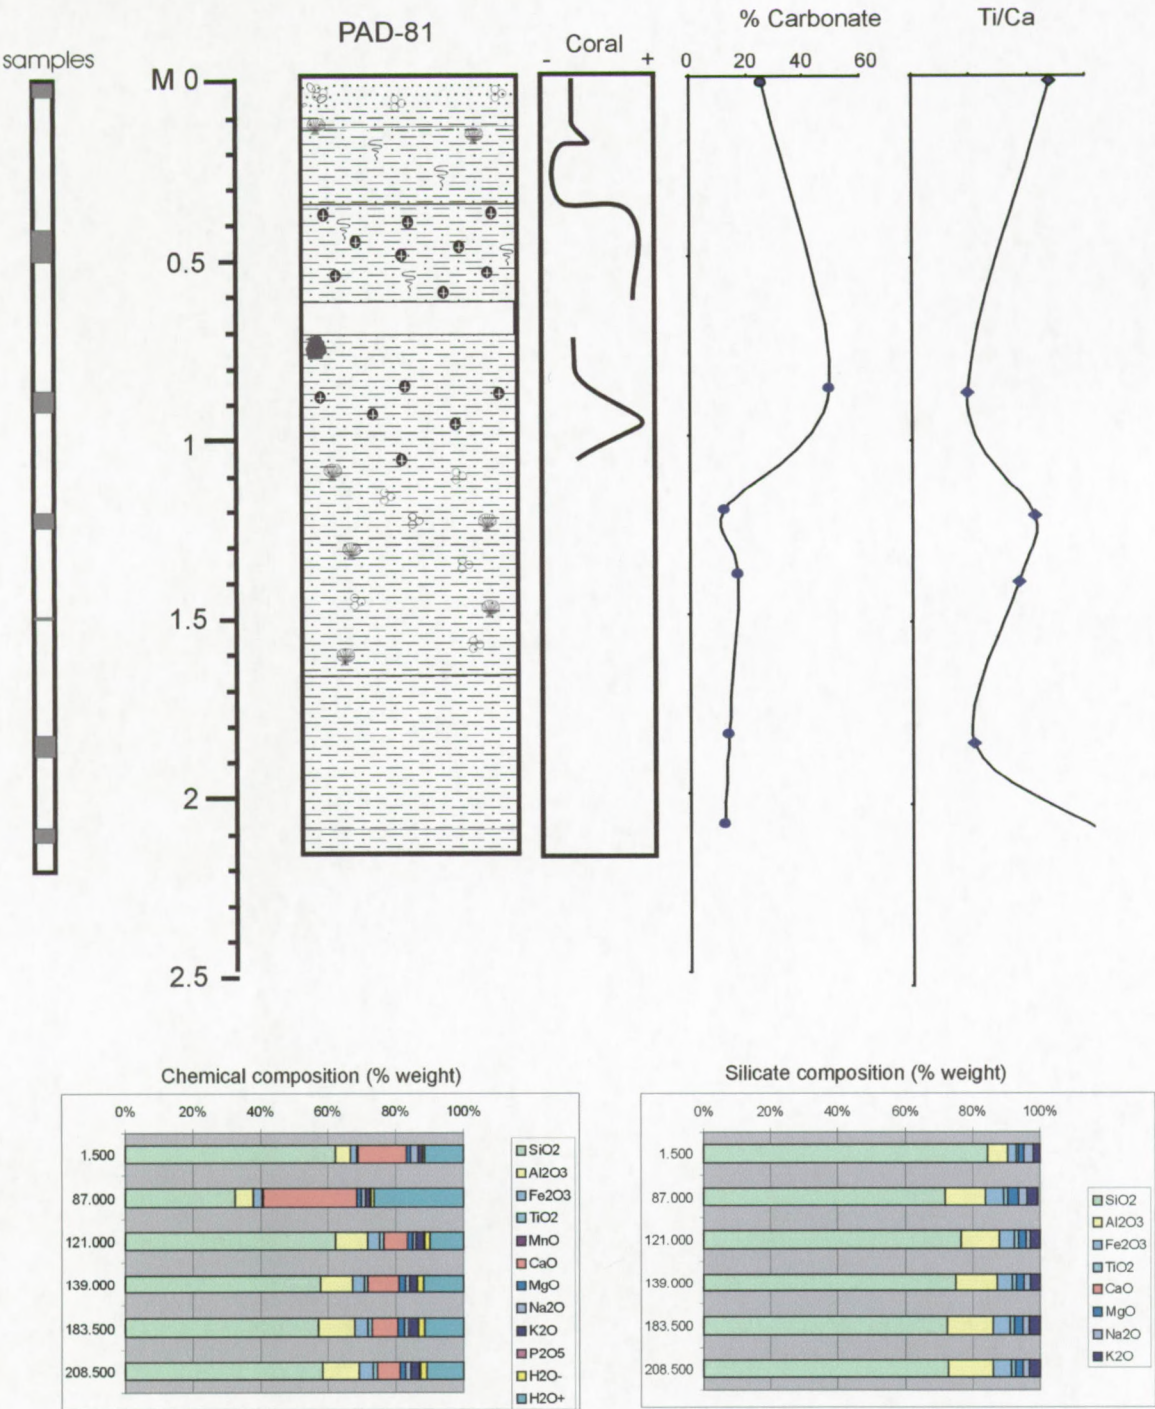 samples
PAD-81
Coral
- +
% Carbonate
0 20 40 60
Ti/Ca
M 0
0.5
1
1.5
2
2.5
Chemical composition (% weight)
0% 20% 40% 60% 80% 100%
1.500
87.000
121.000
139.000
183.500
208.500
SiO2
Al2O3
Fe2O3
TiO2
MnO
CaO
MgO
Na2O
K2O
P2O5
H2O-
H2O+
Silicate composition (% weight)
0% 20% 40% 60% 80% 100%
1.500
87.000
121.000
139.000
183.500
208.500
SiO2
Al2O3
Fe2O3
TiO2
CaO
MgO
Na2O
K2O